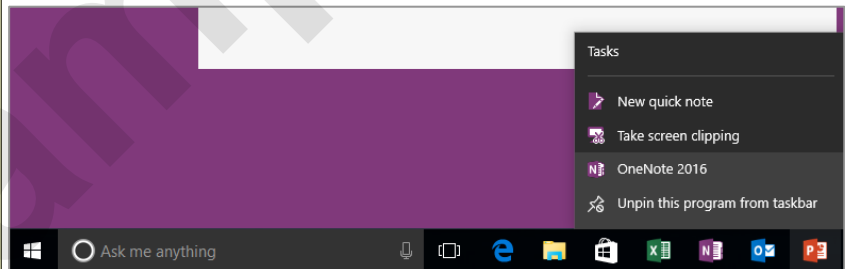 Tasks
New quick note
Take screen clipping
OneNote 2016
Unpin this program from taskbar
Ask me anything